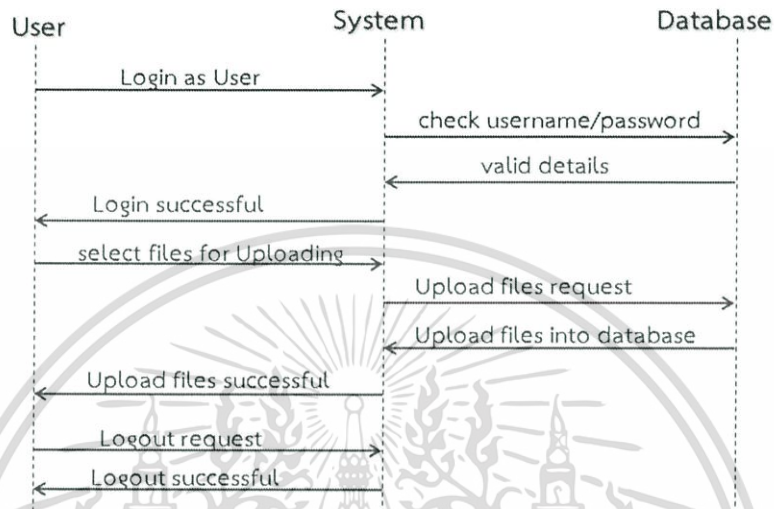 User
System
Database
Login as User
check username/password
valid details
Login successful
select files for Uploading
Upload files request
Upload files into database
Upload files successful
Logout request
Logout successful